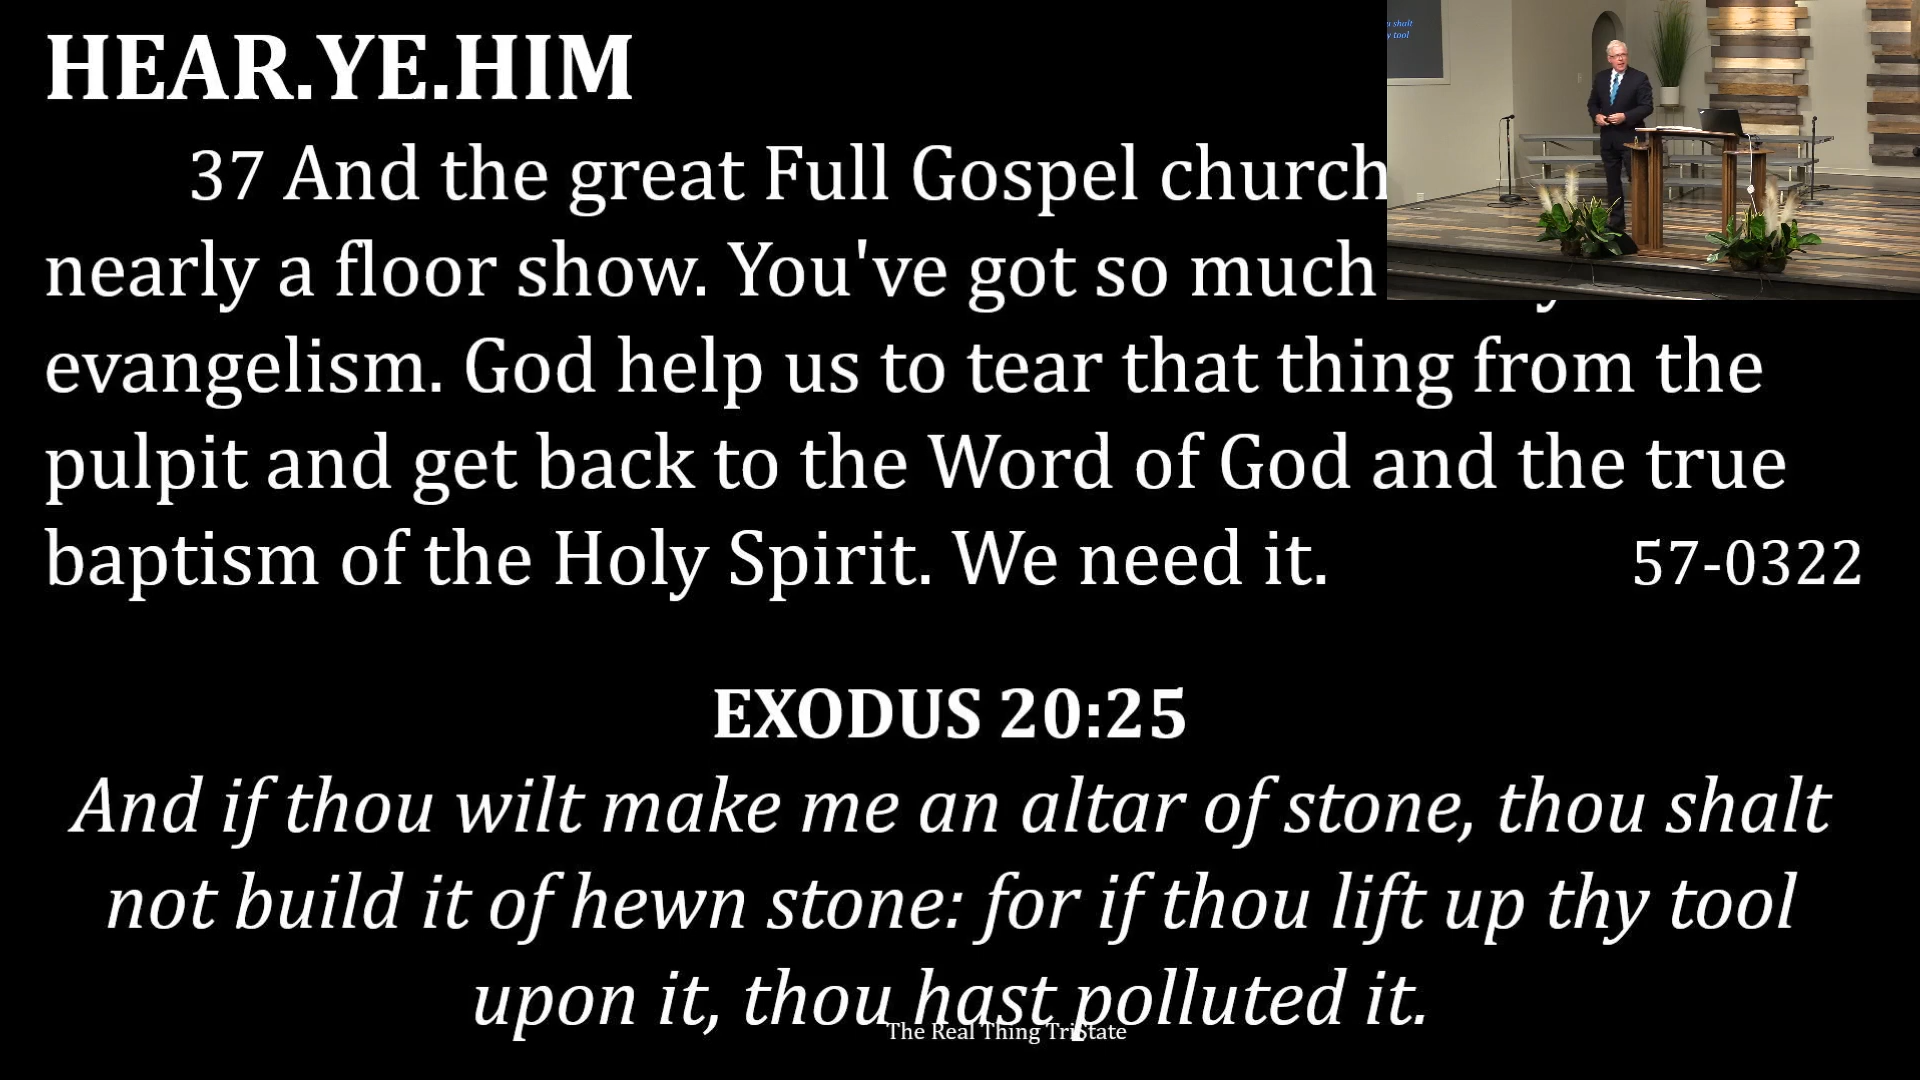 HEAR.YE.HIM
37 And the great Full Gospel church
nearly a floor show. You've got so much
evangelism. God help us to tear that thing from the
pulpit and get back to the Word of God and the true
baptism of the Holy Spirit. We need it. 57-0322
EXODUS 20:25
And if thou wilt make me an altar of stone, thou shalt
not build it of hewn stone: for if thou lift up thy tool
upon it, thou hast polluted it.
The Real Thing TriState
shalt
y tool